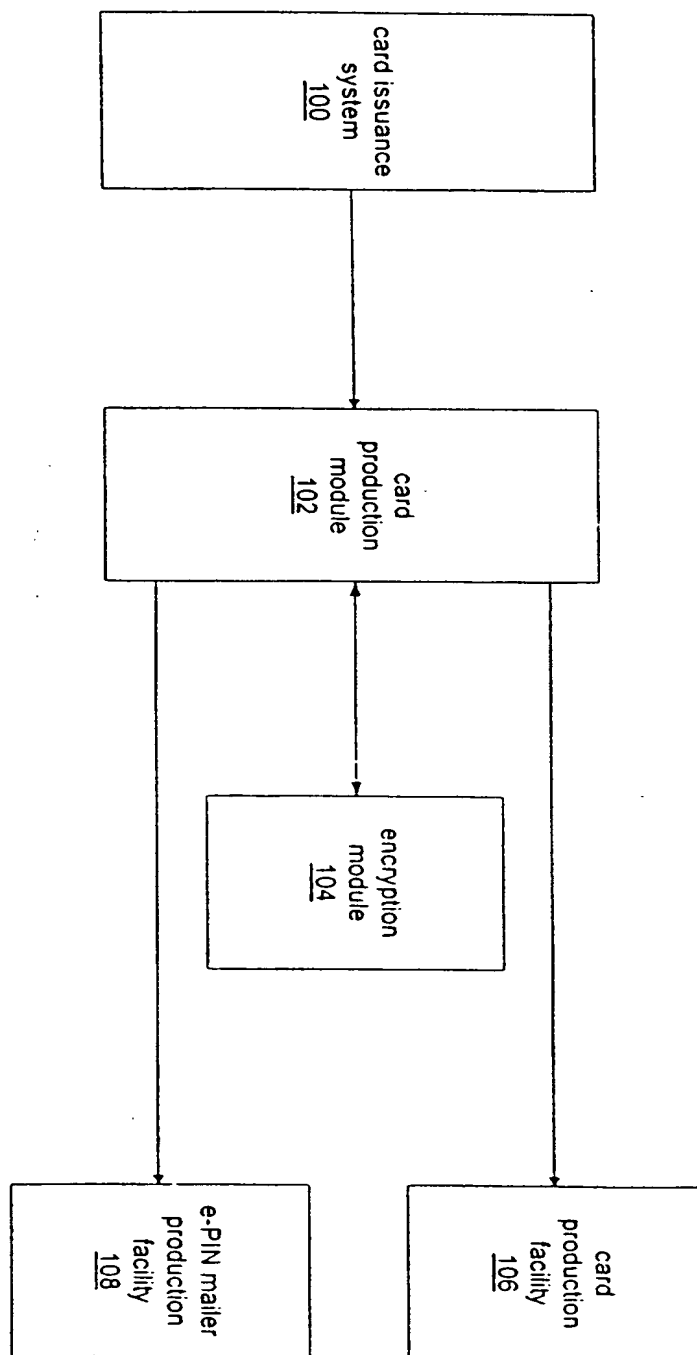 card issuance
system
100
card
production
module
102
encryption
module
104
card
production
facility
106
e-PIN mailer
production
facility
108